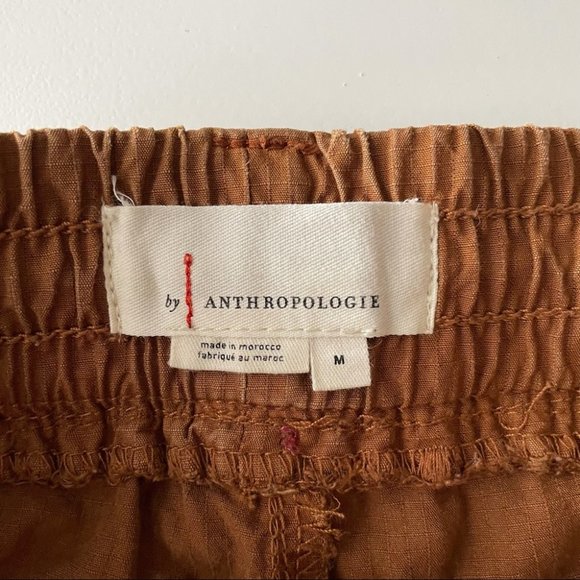 by ANTHROPOLOGIE
made in morocco
fabriqué au maroc
M